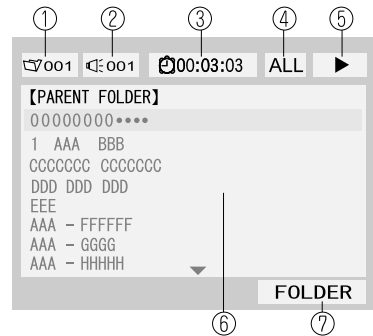 ① ② ③ ④ ⑤
001 001 00:03:03 ALL ▶
【PARENT FOLDER】
00000000••••
1 AAA BBB
CCCCCCC CCCCCCC
DDD DDD DDD
EEE
AAA – FFFFFF
AAA – GGGG
AAA – HHHHH
FOLDER
⑥ ⑦